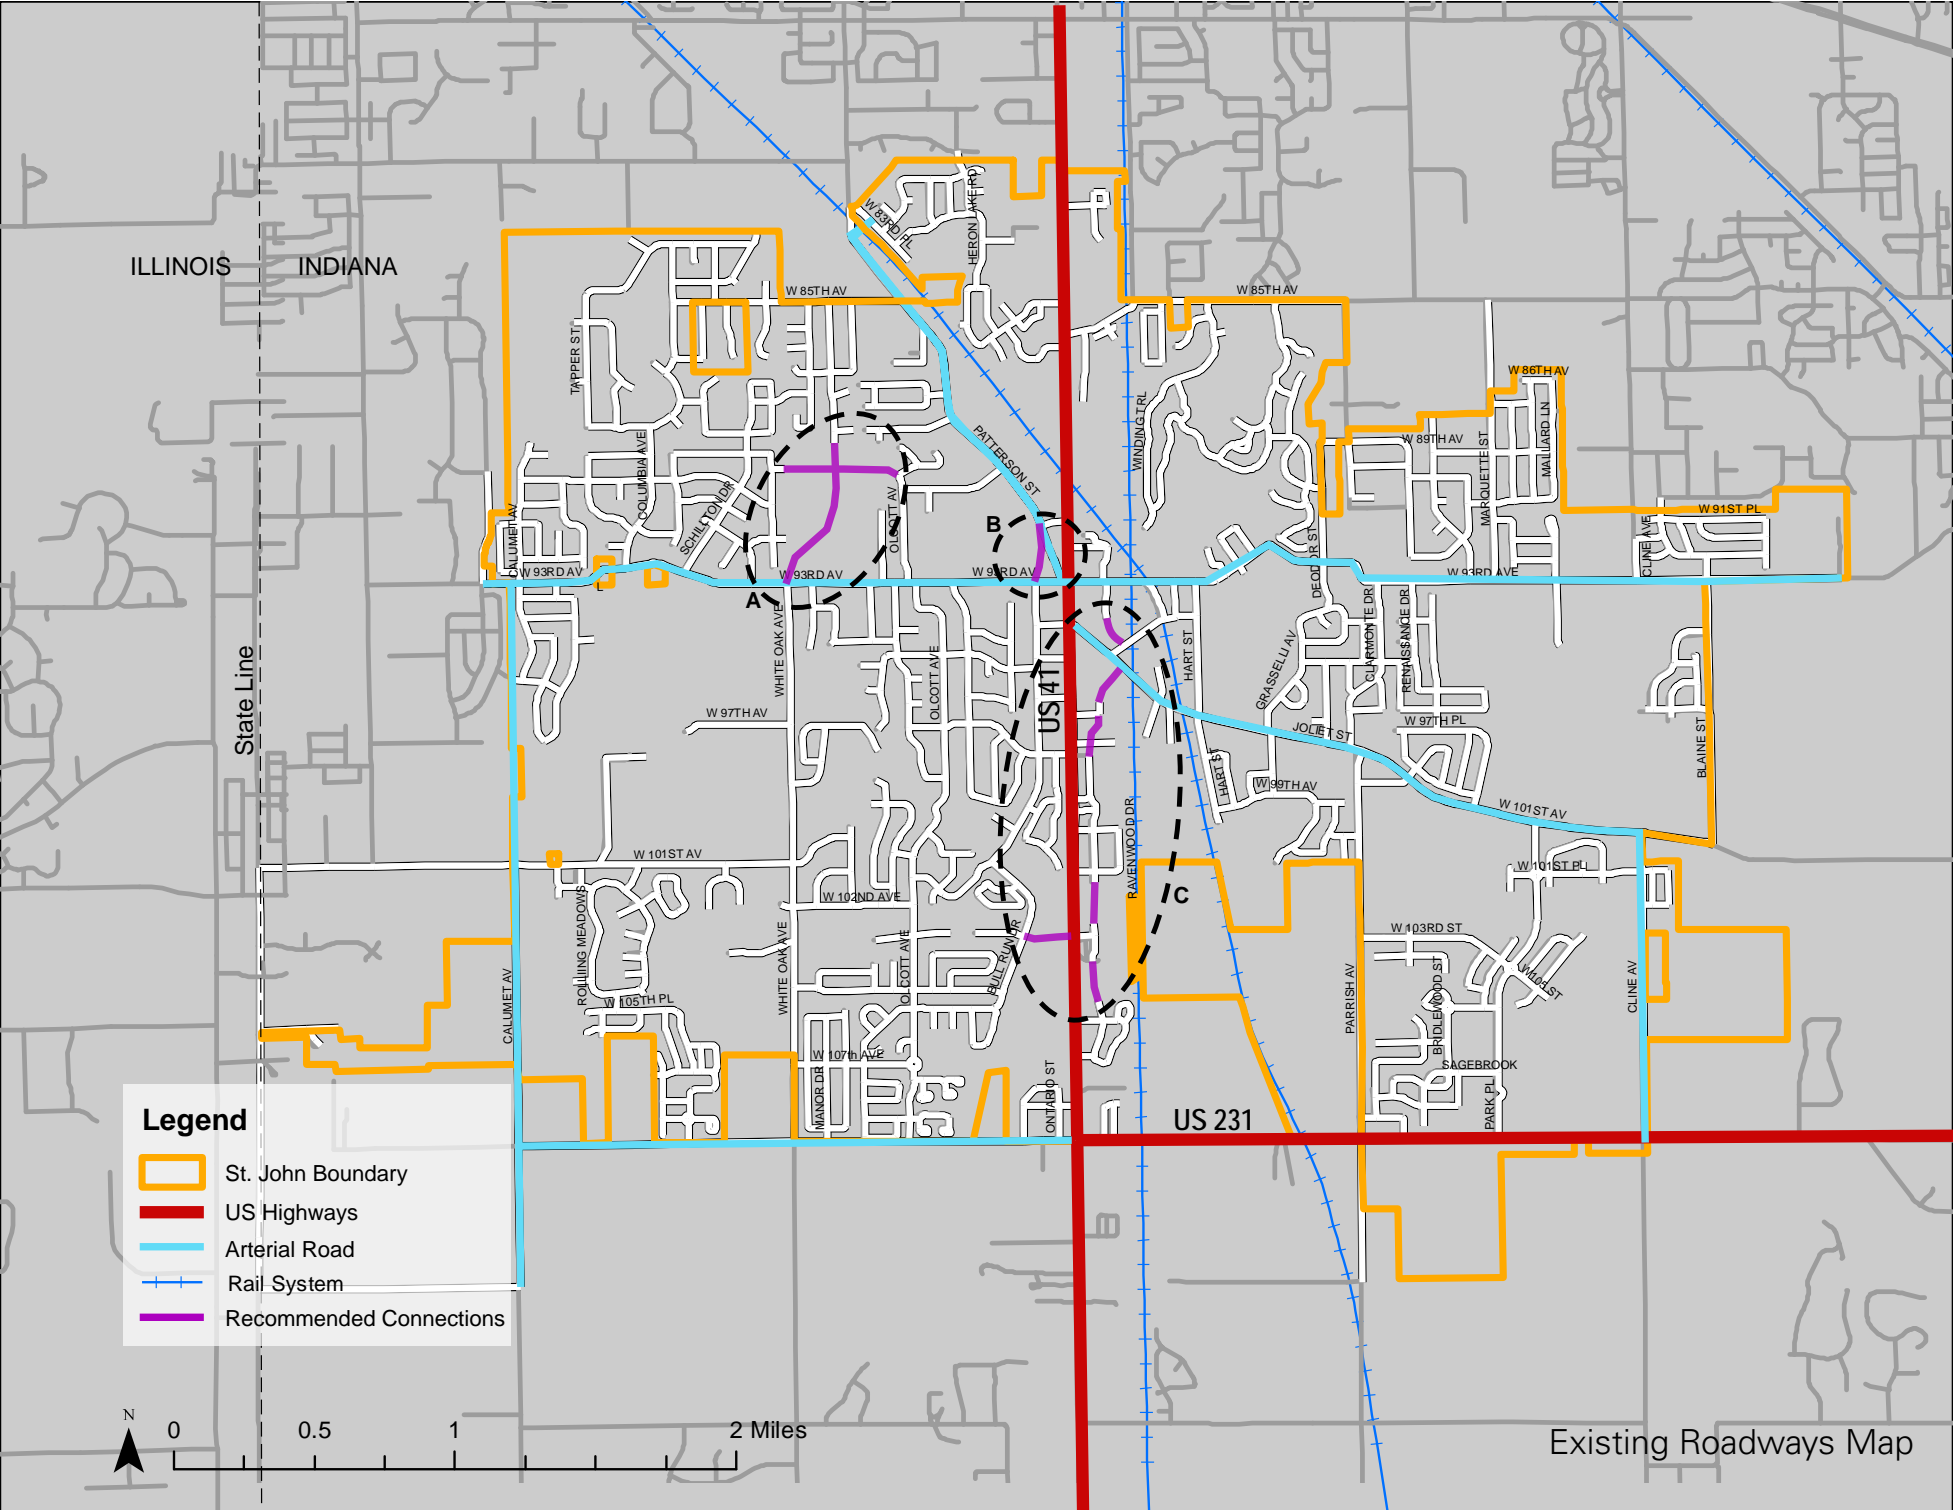 W 83RD PL
HERON LAKE RD
ILLINOIS
INDIANA
W 85TH AV
W 85TH AV
TAPPER ST
W 86TH AV
WINDING TRL
MALLARD LN
PATTERSON ST
W 89TH AV
COLUMBIA AVE
MARQUETTE ST
SCHILLTON DR
OLCOTT AV
W 91ST PL
CALUMET AV
B
CLINE AVE
DEODOR ST
W 93RD AV
W 93RD AV
W 93RD AV
W 93RD AVE
L
A
WHITE OAK AVE
HART ST
GRASSELLI AV
CLARMONTE DR
RENAISSANCE DR
State Line
OLCOTT AVE
US 41
W 97TH AV
W 97TH PL
JOLIET ST
BLAINE ST
HART ST
W 99TH AV
W 101ST AV
RAVENWOOD DR
W 101ST AV
W 101ST PL
C
W 102ND AVE
ROLLIING MEADOWS
WHITE OAK AVE
OLCOTT AVE
BULL RUN DR
W 103RD ST
BRIDLEWOOD ST
W 105 ST
CALUMET AV
W 105TH PL
PARRISH AV
CLINE AV
W 107th AVE
MANOR DR
ONTARIO ST
SAGEBROOK
PARK PL
US 231
Legend
St. John Boundary
US Highways
Arterial Road
Rail System
Recommended Connections
N
0 0.5 1 2 Miles
Existing Roadways Map